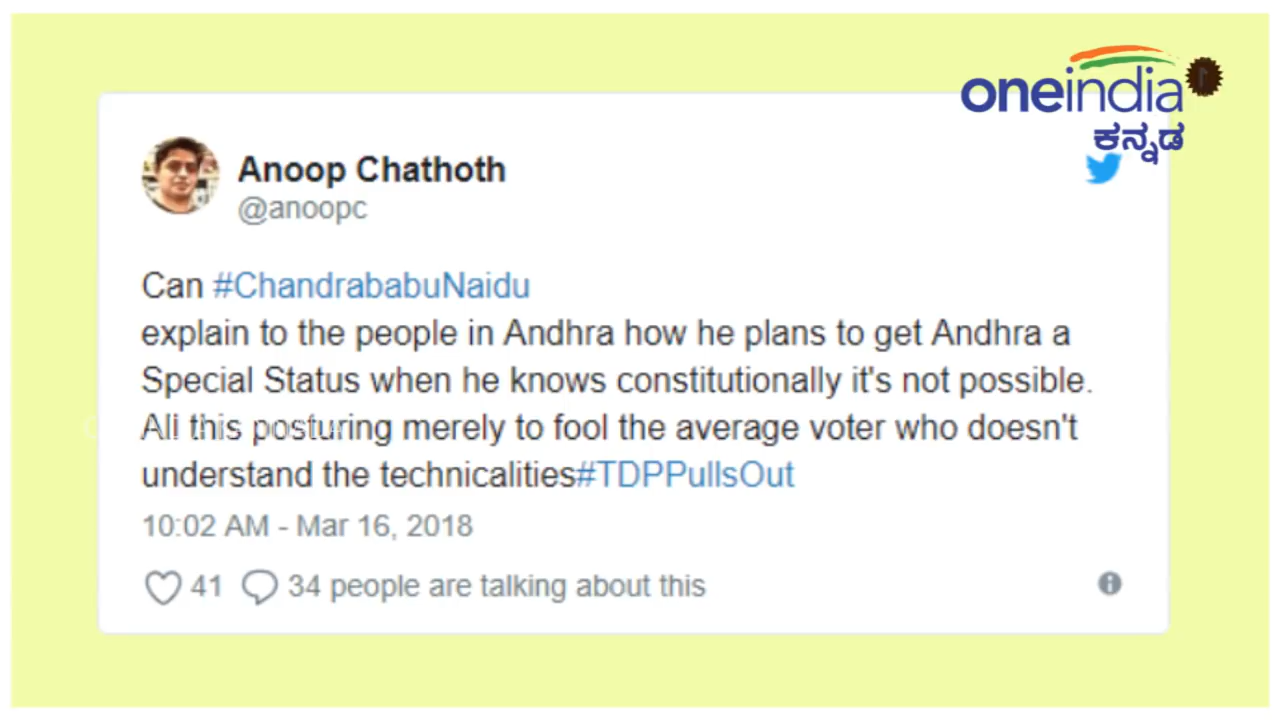 oneindia
ಕನ್ನಡ
Anoop Chathoth
@anoopc
Can #ChandrababuNaidu
explain to the people in Andhra how he plans to get Andhra a
Special Status when he knows constitutionally it's not possible.
All this posturing merely to fool the average voter who doesn't
understand the technicalities#TDPPullsOut
10:02 AM - Mar 16, 2018
41 34 people are talking about this